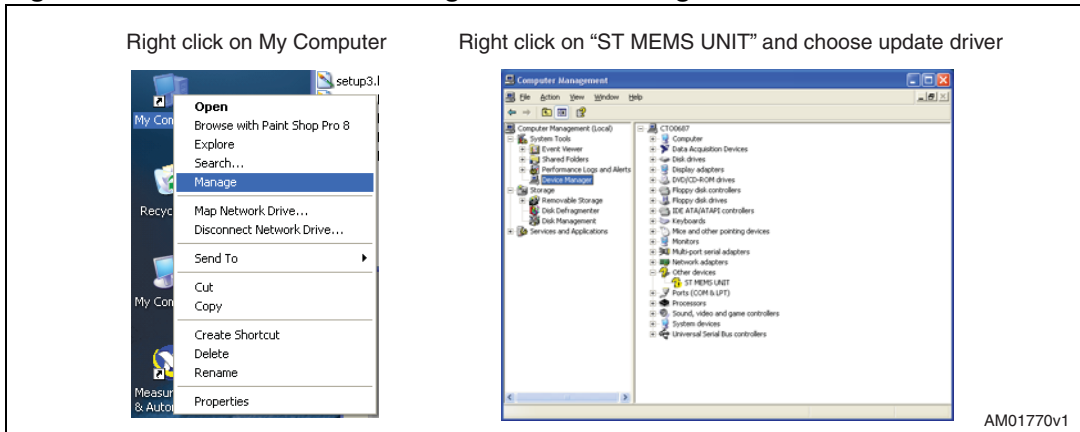 Right click on My Computer
Right click on “ST MEMS UNIT” and choose update driver
setup3.l
My Con
Open
Browse with Paint Shop Pro 8
Explore
Search...
Manage
Recyc
Map Network Drive...
Disconnect Network Drive...
Send To
My Con
Cut
Copy
Create Shortcut
Delete
Rename
Measur
& Autor
Properties
Computer Management
File Action View Window Help
Computer Management (Local)
System Tools
Event Viewer
Shared Folders
Performance Logs and Alerts
Device Manager
Storage
Removable Storage
Disk Defragmenter
Disk Management
Services and Applications
CTO0687
Computer
Data Acquisition Devices
Disk drives
Display adapters
DVD/CD-ROM drives
Floppy disk controllers
Floppy disk drives
IDE ATA/ATAPI controllers
Keyboards
Mice and other pointing devices
Monitors
Multi-port serial adapters
Network adapters
Other devices
ST MEMS UNIT
Ports (COM & LPT)
Processors
Sound, video and game controllers
System devices
Universal Serial Bus controllers
AM01770v1